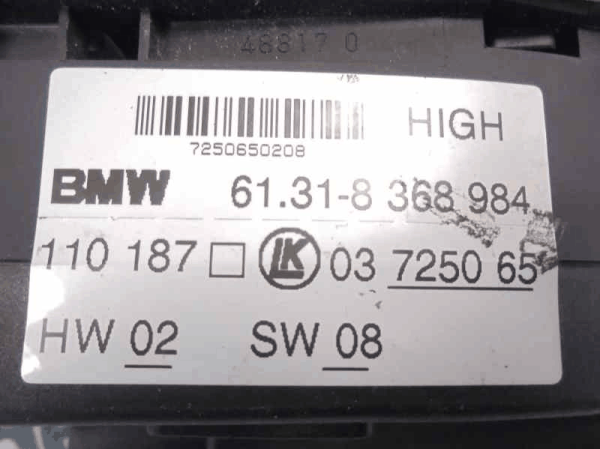 48817 0
HIGH
7250650208
BMW 61.31-8 368 984
110 187 □ LK 03 7250 65
HW 02 SW 08